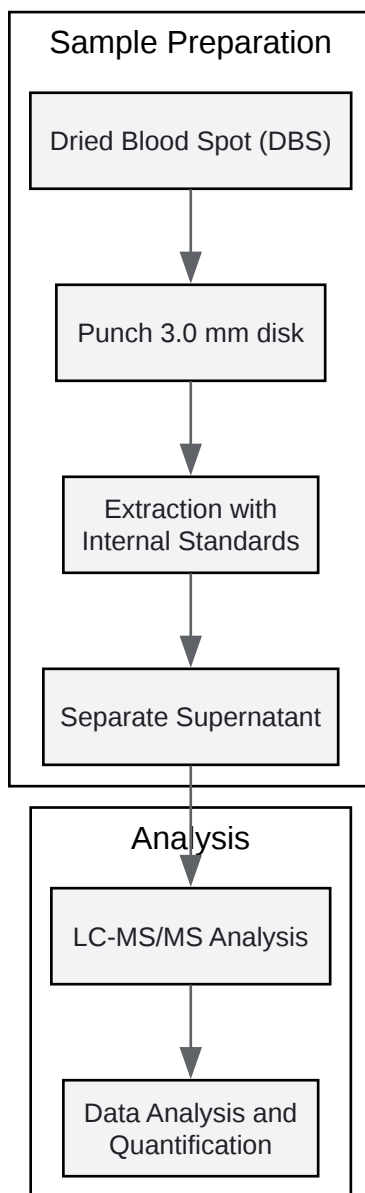 Sample Preparation
Dried Blood Spot (DBS)
Punch 3.0 mm disk
Extraction with
Internal Standards
Separate Supernatant
Analysis
LC-MS/MS Analysis
Data Analysis and
Quantification